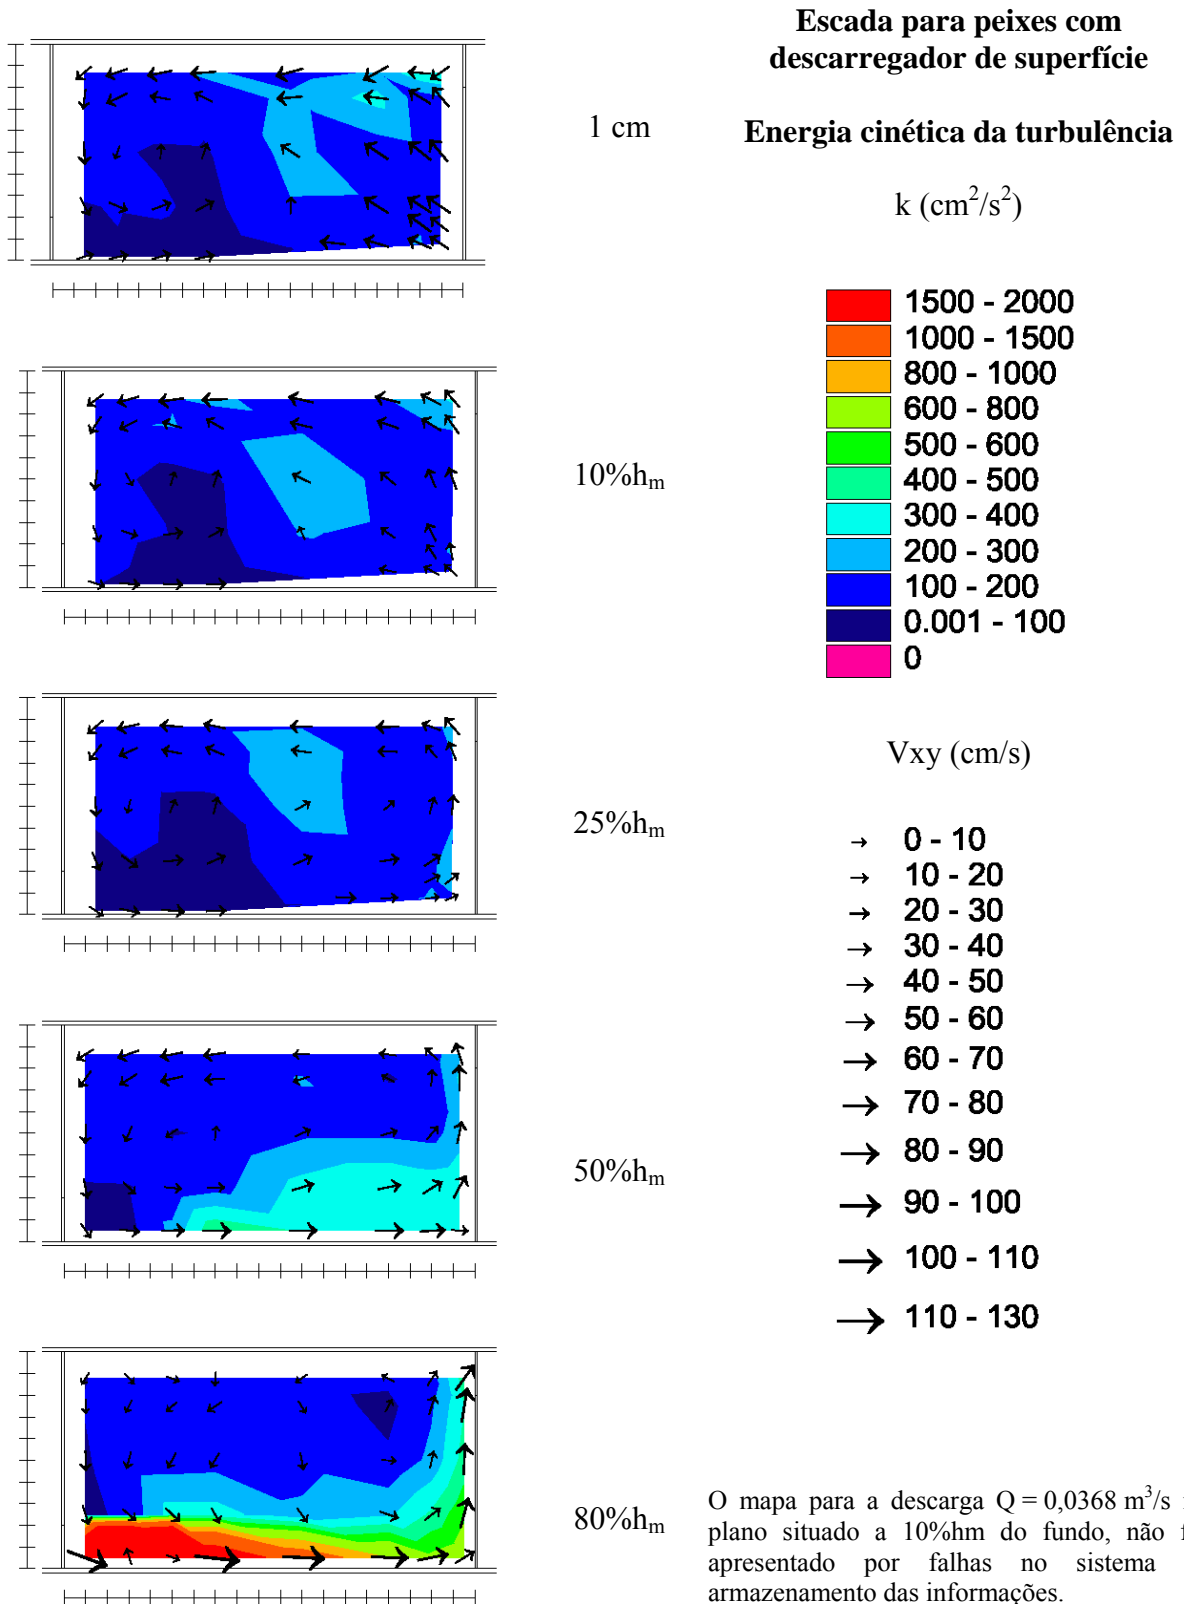 Escada para peixes com
descarregador de superfície
Energia cinética da turbulência
k (cm²/s²)
1500 - 2000
1000 - 1500
800 - 1000
600 - 800
500 - 600
400 - 500
300 - 400
200 - 300
100 - 200
0.001 - 100
0
Vxy (cm/s)
0 - 10
10 - 20
20 - 30
30 - 40
40 - 50
50 - 60
60 - 70
70 - 80
80 - 90
90 - 100
100 - 110
110 - 130
1 cm
10%hₘ
25%hₘ
50%hₘ
80%hₘ
O mapa para a descarga Q = 0,0368 m³/s
plano situado a 10%hm do fundo, não
apresentado por falhas no sistema
armazenamento das informações.